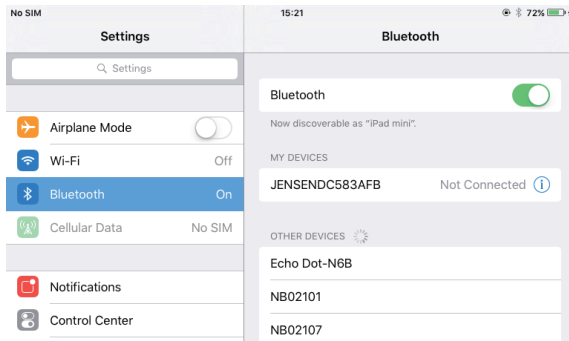 No SIM
15:21
72%
Settings
Bluetooth
Settings
Airplane Mode
Wi-Fi
Off
Bluetooth
On
Cellular Data
No SIM
Notifications
Control Center
Bluetooth
Now discoverable as “iPad mini”.
MY DEVICES
JENSENDC583AFB
Not Connected
OTHER DEVICES
Echo Dot-N6B
NB02101
NB02107